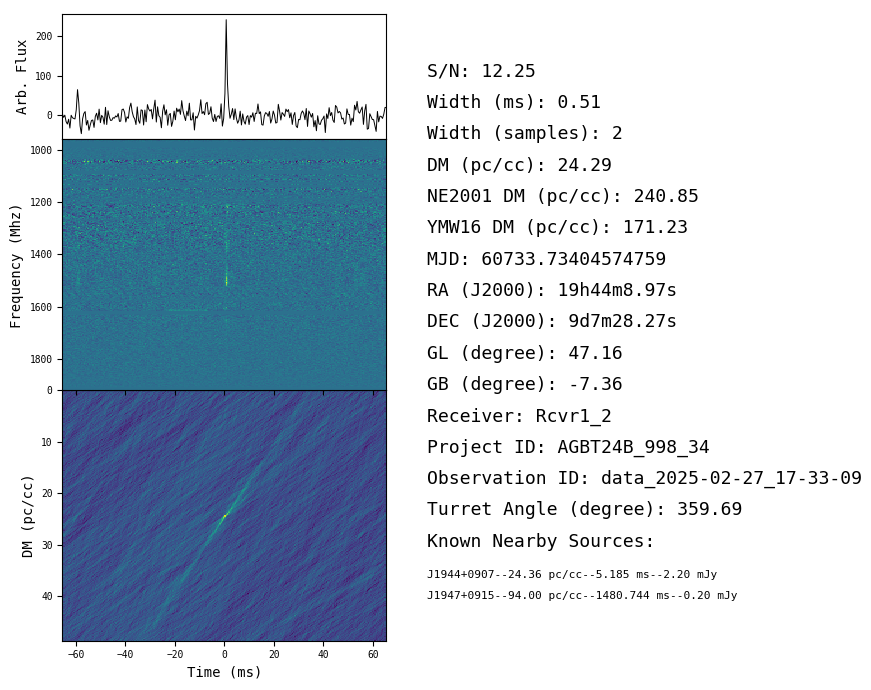 200
100
0
Arb. Flux
1000
1200
1400
1600
1800
Frequency (Mhz)
0
10
20
30
40
DM (pc/cc)
−60
−40
−20
0
20
40
60
Time (ms)
S/N: 12.25
Width (ms): 0.51
Width (samples): 2
DM (pc/cc): 24.29
NE2001 DM (pc/cc): 240.85
YMW16 DM (pc/cc): 171.23
MJD: 60733.73404574759
RA (J2000): 19h44m8.97s
DEC (J2000): 9d7m28.27s
GL (degree): 47.16
GB (degree): -7.36
Receiver: Rcvr1_2
Project ID: AGBT24B_998_34
Observation ID: data_2025-02-27_17-33-09
Turret Angle (degree): 359.69
Known Nearby Sources:
J1944+0907--24.36 pc/cc--5.185 ms--2.20 mJy
J1947+0915--94.00 pc/cc--1480.744 ms--0.20 mJy